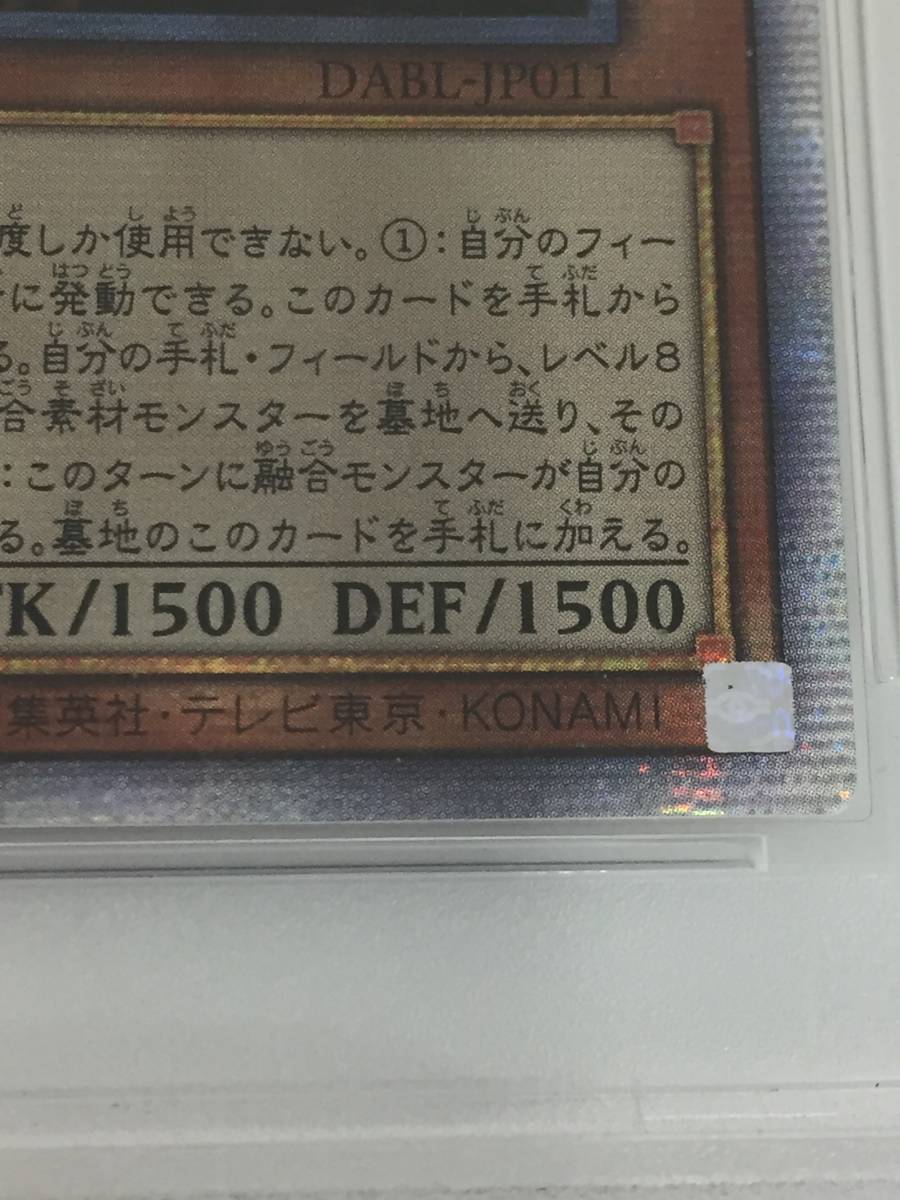 DABL-JP011
度しか使用できない。①：自分のフィー
に発動できる。このカードを手札から
る。自分の手札・フィールドから、レベル８
合素材モンスターを墓地へ送り、その
：このターンに融合モンスターが自分の
る。墓地のこのカードを手札に加える。
TK/1500 DEF/1500
集英社・テレビ東京・KONAMI